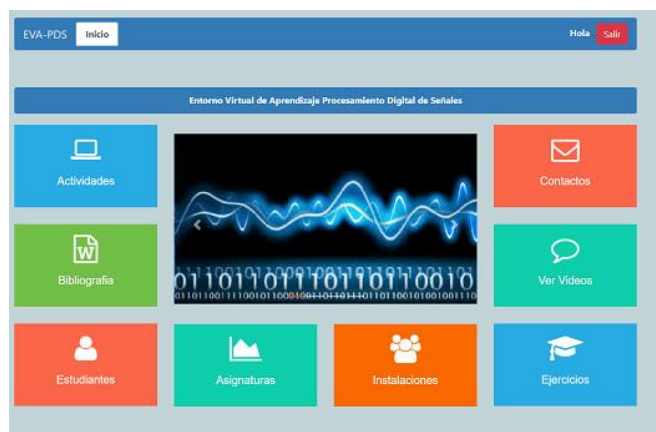 EVA-PDS Inicio Hola Salir
Entorno Virtual de Aprendizaje Procesamiento Digital de Señales
Actividades
Contactos
Bibliografia
Ver Videos
01101101110110110010
Estudiantes
Asignaturas
Instalaciones
Ejercicios